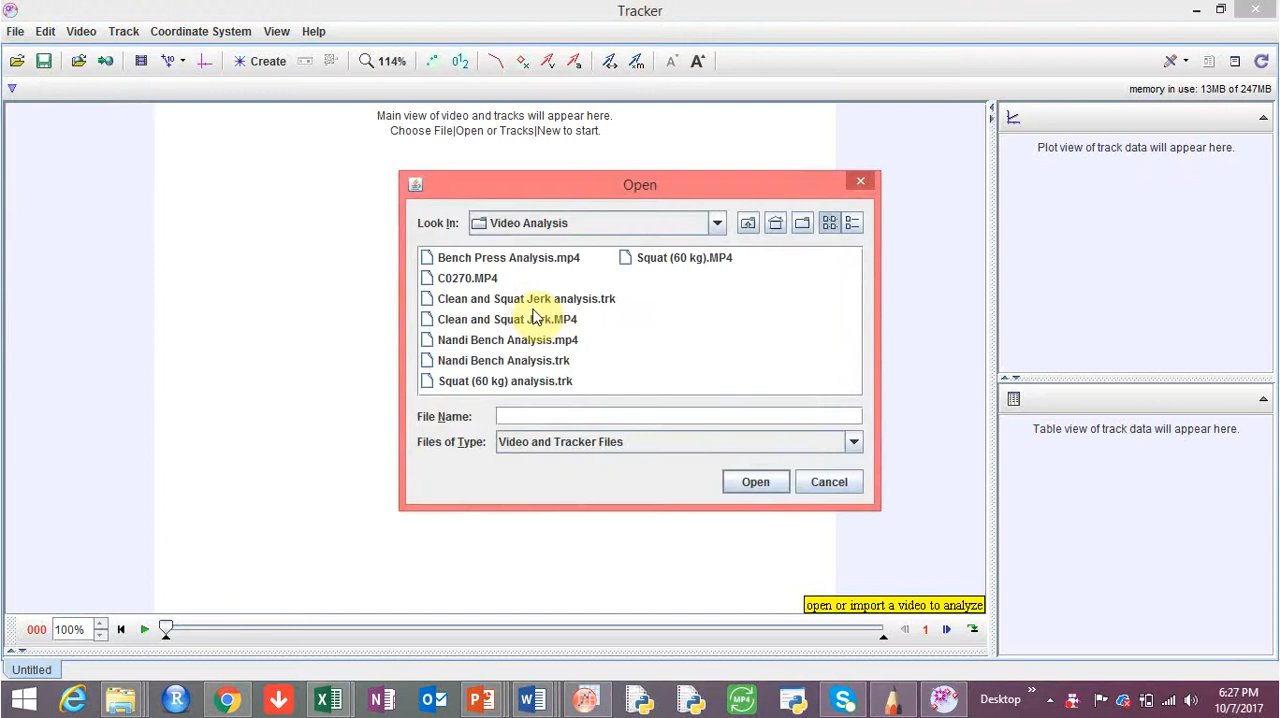 Tracker
File Edit Video Track Coordinate System View Help
Create 114% A A
memory in use: 13MB of 247MB
Main view of video and tracks will appear here.
Choose File|Open or Tracks|New to start.
Plot view of track data will appear here.
Open
Look In: Video Analysis
Bench Press Analysis.mp4 Squat (60 kg).MP4
C0270.MP4
Clean and Squat Jerk analysis.trk
Clean and Squat Jerk.MP4
Nandi Bench Analysis.mp4
Nandi Bench Analysis.trk
Squat (60 kg) analysis.trk
File Name:
Files of Type: Video and Tracker Files
Open Cancel
Table view of track data will appear here.
open or import a video to analyze
000 100% 1
Untitled
Desktop 6:27 PM
10/7/2017